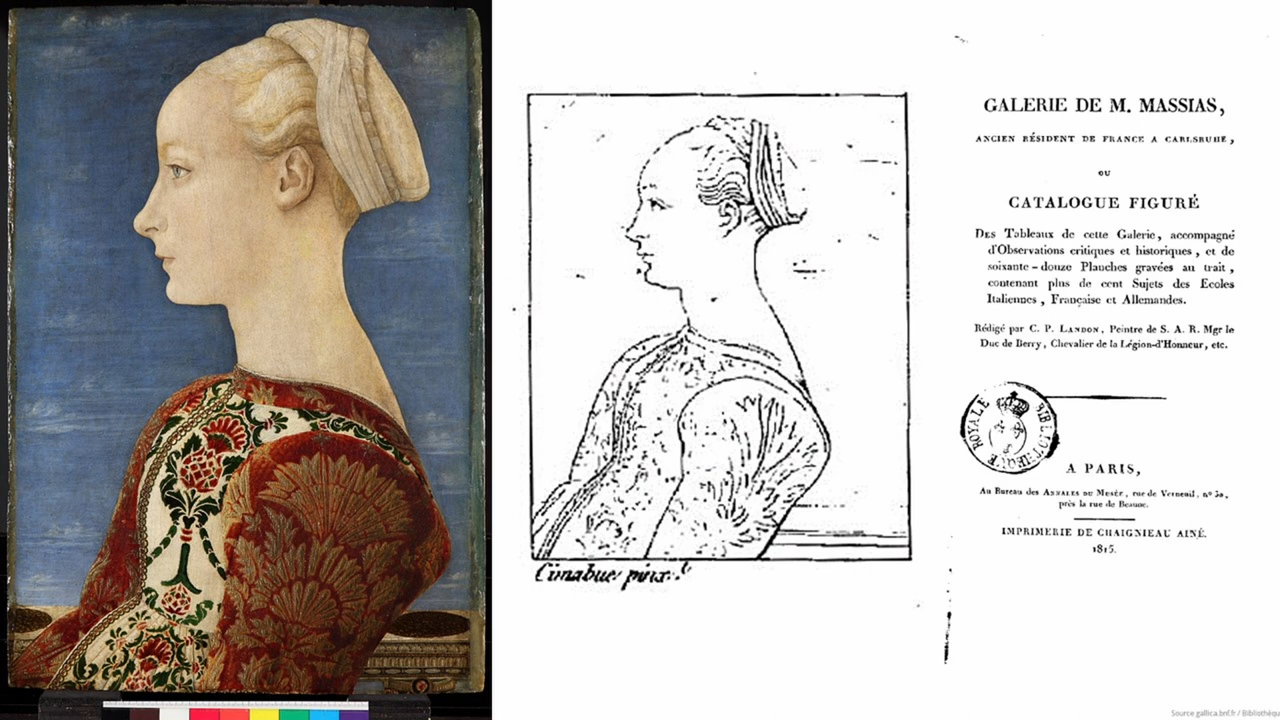 Cimabue pinx.t
GALERIE DE M. MASSIAS,
ANCIEN RÉSIDENT DE FRANCE A CARLSRUHE,
OU
CATALOGUE FIGURÉ
DES Tableaux de cette Galerie, accompagné
d'Observations critiques et historiques, et de
soixante-douze Planches gravées au trait,
contenant plus de cent Sujets des Ecoles
Italiennes, Française et Allemandes.
Rédigé par C. P. LANDON, Peintre de S. A. R. Mgr le
Duc de Berry, Chevalier de la Légion-d'Honneur, etc.
BIBLIOTHEQUE ROYALE
A PARIS,
Au Bureau des ANNALES DU MUSÉE, rue de Verneuil, nº 30,
près la rue de Beaune.
IMPRIMERIE DE CHAIGNIEAU AINÉ.
1815.
Source gallica.bnf.fr / Bibliothèqu